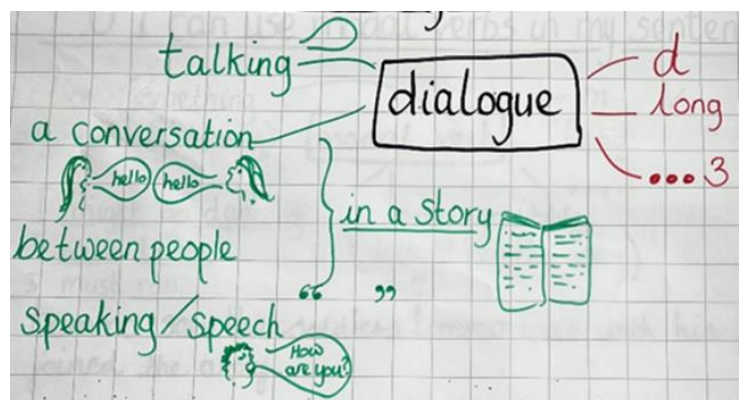 talking
dialogue
d
long
... 3
a conversation
hello hello
in a story
between people
“ ”
speaking/speech
How
are you?